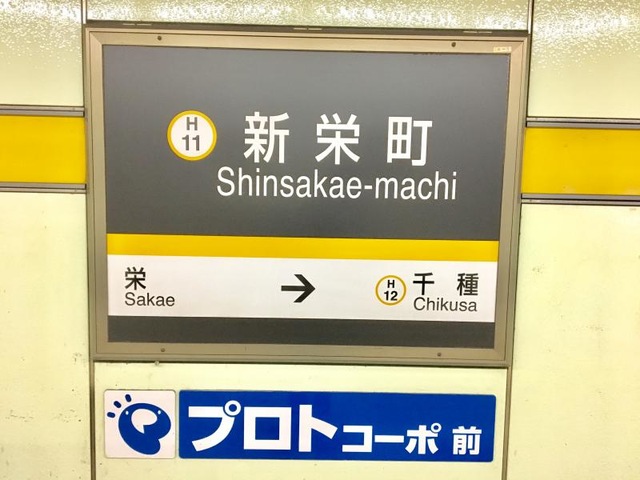 H
11
新栄町
Shinsakae-machi
栄
Sakae
→
H
12
千種
Chikusa
プロトコーポ 前